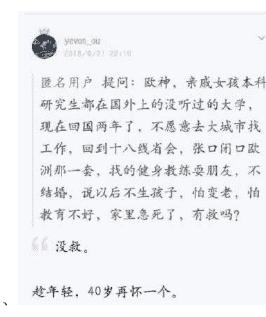 yevon_ou
2018/9/21 22:10
匿名用户 提问：欧神，亲戚女孩本科
研究生都在国外上的没听过的大学，
现在回国两年了，不愿意去大城市找
工作，回到十八线省会，张口闭口欧
洲那一套，找的健身教练耍朋友，不
结婚，说以后不生孩子，怕变老，怕
教育不好，家里急死了，有救吗？
没救。
趁年轻，40岁再怀一个。